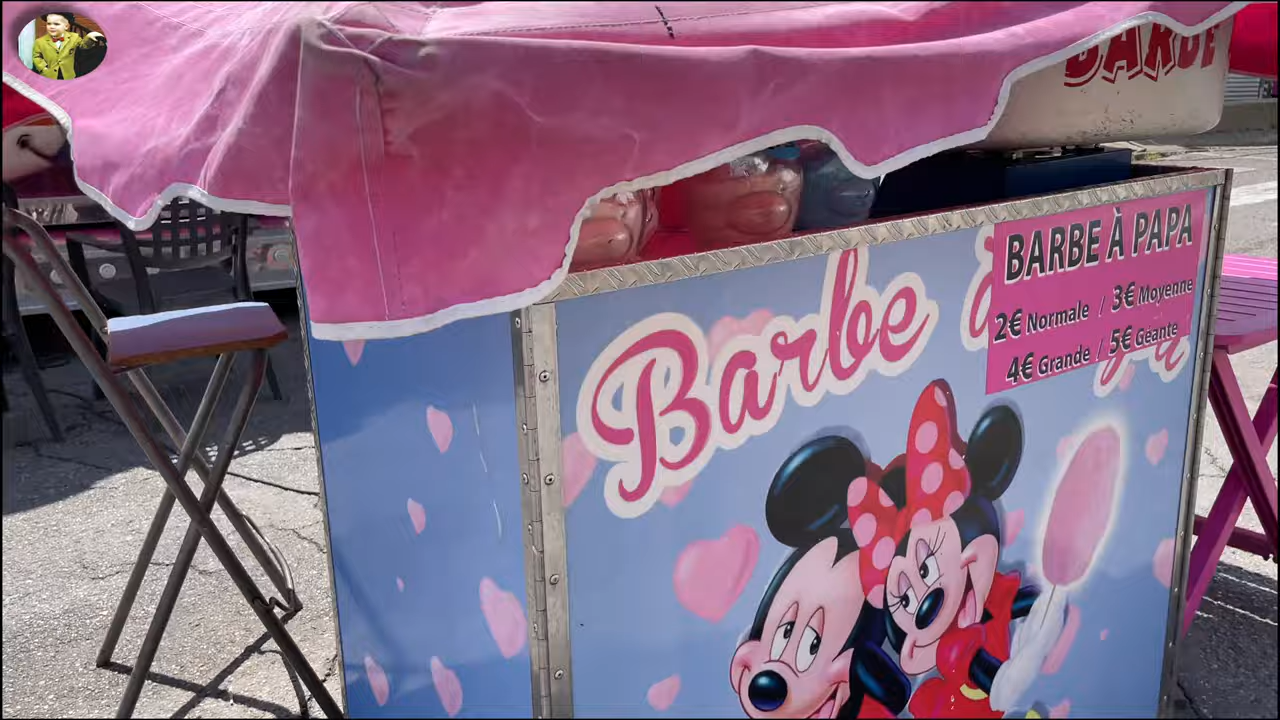 BARBE
Barbe à
BARBE À PAPA
2€ Normale / 3€ Moyenne
4€ Grande / 5€ Géante